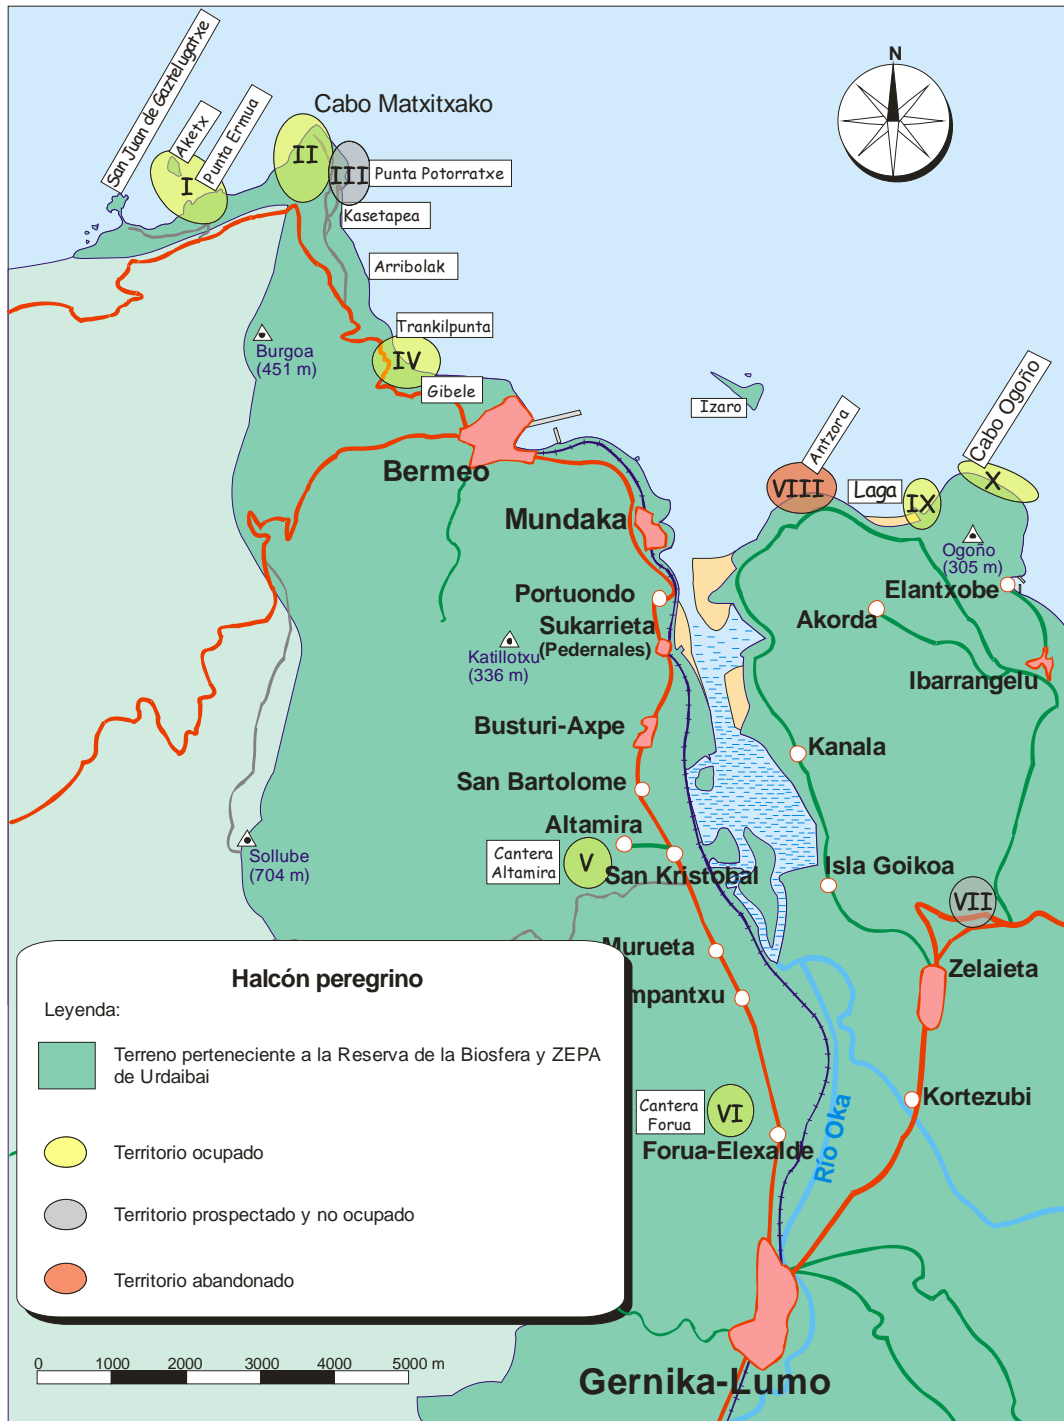 N
Cabo Matxitxako
San Juan de Gaztelugatxe
Aketx
Punta Ermua
I
II
III
Punta Potorratxe
Kasetapea
Arribolak
Trankilpunta
IV
Gibele
Burgoa
(451 m)
Izaro
Antzora
Cabo Ogoño
VIII
Laga
IX
X
Bermeo
Mundaka
Ogoño
(305 m)
Elantxobe
Portuondo
Akorda
Sukarrieta
(Pedernales)
Katillotxu
(336 m)
Ibarrangelu
Busturi-Axpe
Kanala
San Bartolome
Altamira
Sollube
(704 m)
Cantera
Altamira
V
San Kristobal
Isla Goikoa
VII
Murueta
Zelaieta
mpantxu
Kortezubi
Cantera
Forua
VI
Forua-Elexalde
Río Oka
Gernika-Lumo
Halcón peregrino
Leyenda:
Terreno perteneciente a la Reserva de la Biosfera y ZEPA
de Urdaibai
Territorio ocupado
Territorio prospectado y no ocupado
Territorio abandonado
0 1000 2000 3000 4000 5000 m